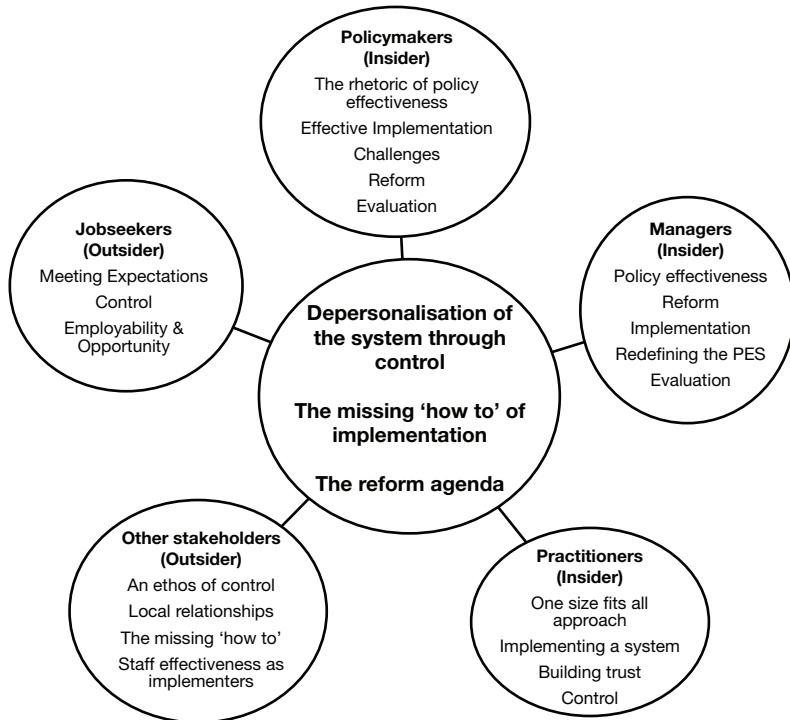 Policymakers
(Insider)
The rhetoric of policy
effectiveness
Effective Implementation
Challenges
Reform
Evaluation
Jobseekers
(Outsider)
Meeting Expectations
Control
Employability &
Opportunity
Managers
(Insider)
Policy effectiveness
Reform
Implementation
Redefining the PES
Evaluation
Depersonalisation of
the system through
control
The missing ‘how to’ of
implementation
The reform agenda
Other stakeholders
(Outsider)
An ethos of control
Local relationships
The missing ‘how to’
Staff effectiveness as
implementers
Practitioners
(Insider)
One size fits all
approach
Implementing a system
Building trust
Control